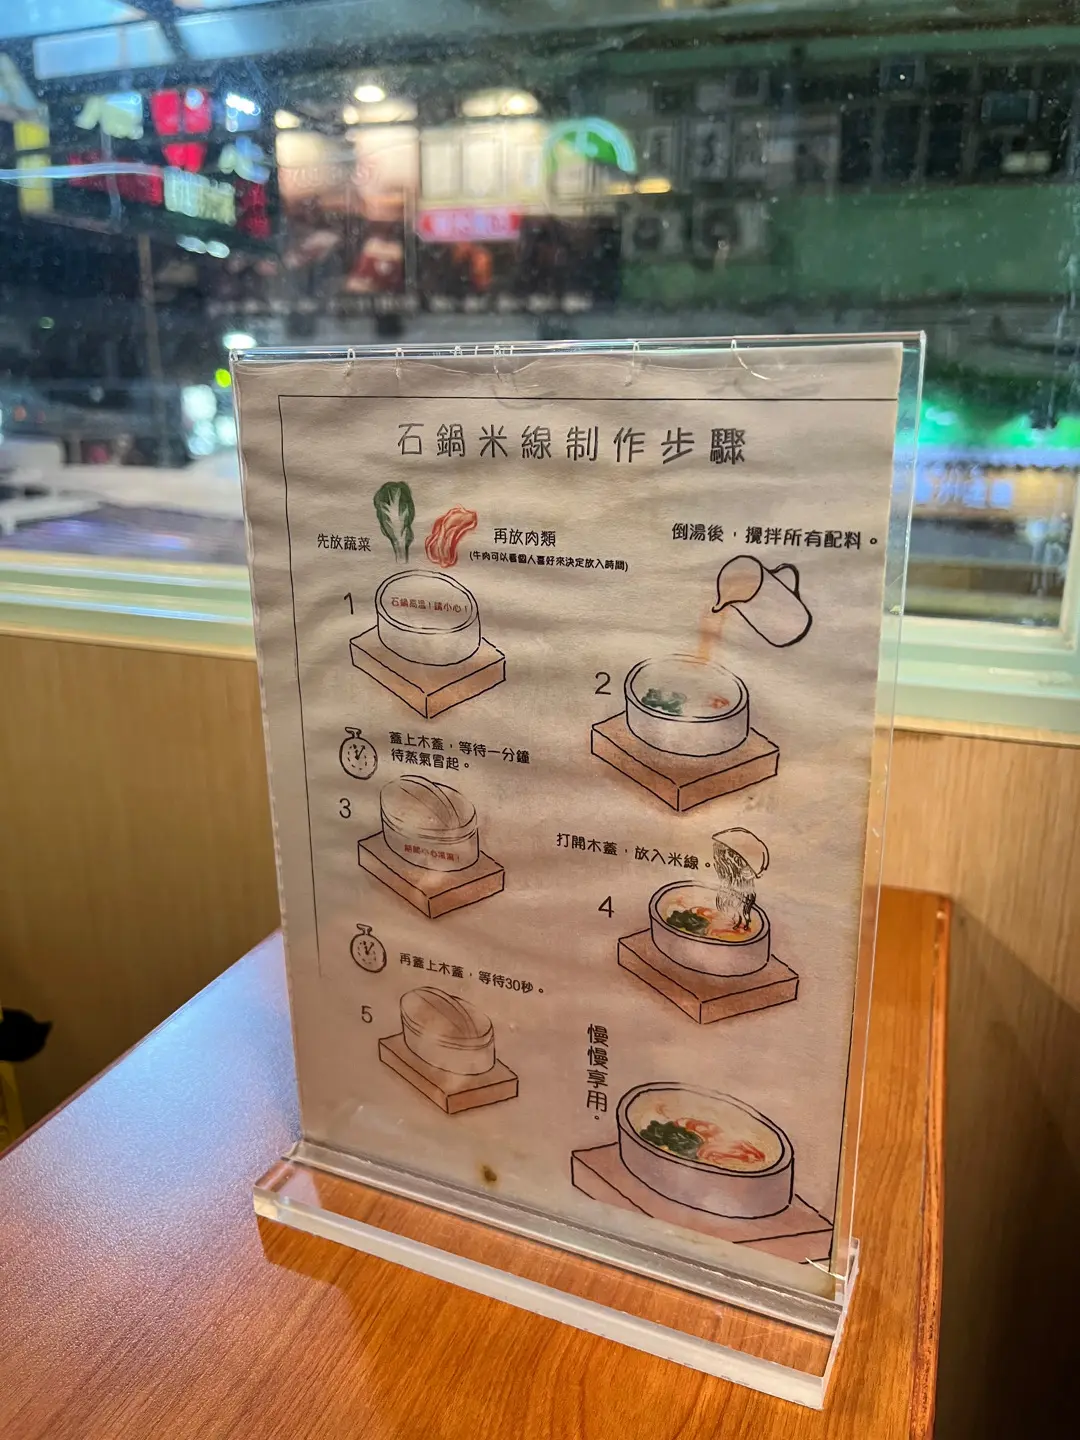 石鍋米線制作步驟
先放蔬菜
再放肉類
(牛肉可以看個人喜好來決定放入時間)
1
石鍋高溫！請小心！
倒湯後，攪拌所有配料。
2
蓋上木蓋，等待一分鐘
待蒸氣冒起。
3
打開木蓋，放入米線。
4
再蓋上木蓋，等待30秒。
5
慢慢享用。